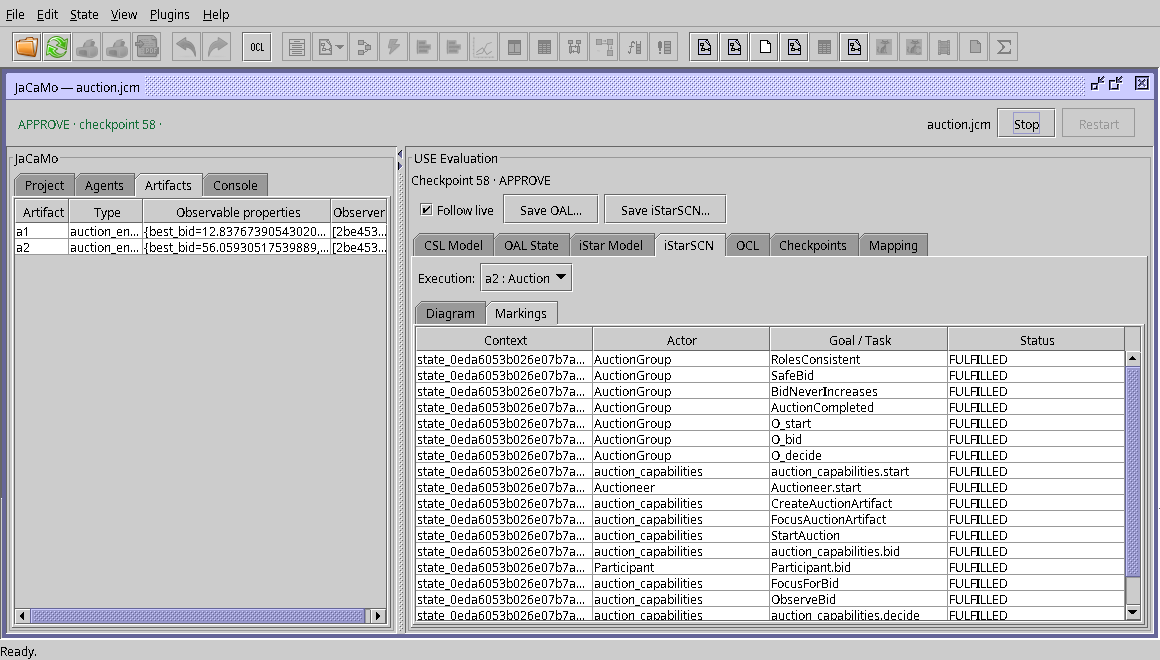 File Edit State View Plugins Help
OCL
JaCaMo — auction.jcm
APPROVE · checkpoint 58 ·
auction.jcm Stop Restart
JaCaMo
Project Agents Artifacts Console
Artifact Type Observable properties Observer
a1 auction_en... {best_bid=12.83767390543020... [2be453...
a2 auction_en... {best_bid=56.05930517539889,... [2be453...
USE Evaluation
Checkpoint 58 · APPROVE
Follow live Save OAL... Save iStarSCN...
CSL Model OAL State iStar Model iStarSCN OCL Checkpoints Mapping
Execution: a2 : Auction
Diagram Markings
Context Actor Goal / Task Status
state_0eda6053b026e07b7a... AuctionGroup RolesConsistent FULFILLED
state_0eda6053b026e07b7a... AuctionGroup SafeBid FULFILLED
state_0eda6053b026e07b7a... AuctionGroup BidNeverIncreases FULFILLED
state_0eda6053b026e07b7a... AuctionGroup AuctionCompleted FULFILLED
state_0eda6053b026e07b7a... AuctionGroup O_start FULFILLED
state_0eda6053b026e07b7a... AuctionGroup O_bid FULFILLED
state_0eda6053b026e07b7a... AuctionGroup O_decide FULFILLED
state_0eda6053b026e07b7a... auction_capabilities auction_capabilities.start FULFILLED
state_0eda6053b026e07b7a... Auctioneer Auctioneer.start FULFILLED
state_0eda6053b026e07b7a... auction_capabilities CreateAuctionArtifact FULFILLED
state_0eda6053b026e07b7a... auction_capabilities FocusAuctionArtifact FULFILLED
state_0eda6053b026e07b7a... auction_capabilities StartAuction FULFILLED
state_0eda6053b026e07b7a... auction_capabilities auction_capabilities.bid FULFILLED
state_0eda6053b026e07b7a... Participant Participant.bid FULFILLED
state_0eda6053b026e07b7a... auction_capabilities FocusForBid FULFILLED
state_0eda6053b026e07b7a... auction_capabilities ObserveBid FULFILLED
state_0eda6053b026e07b7a... auction_capabilities auction_capabilities.decide FULFILLED
Ready.